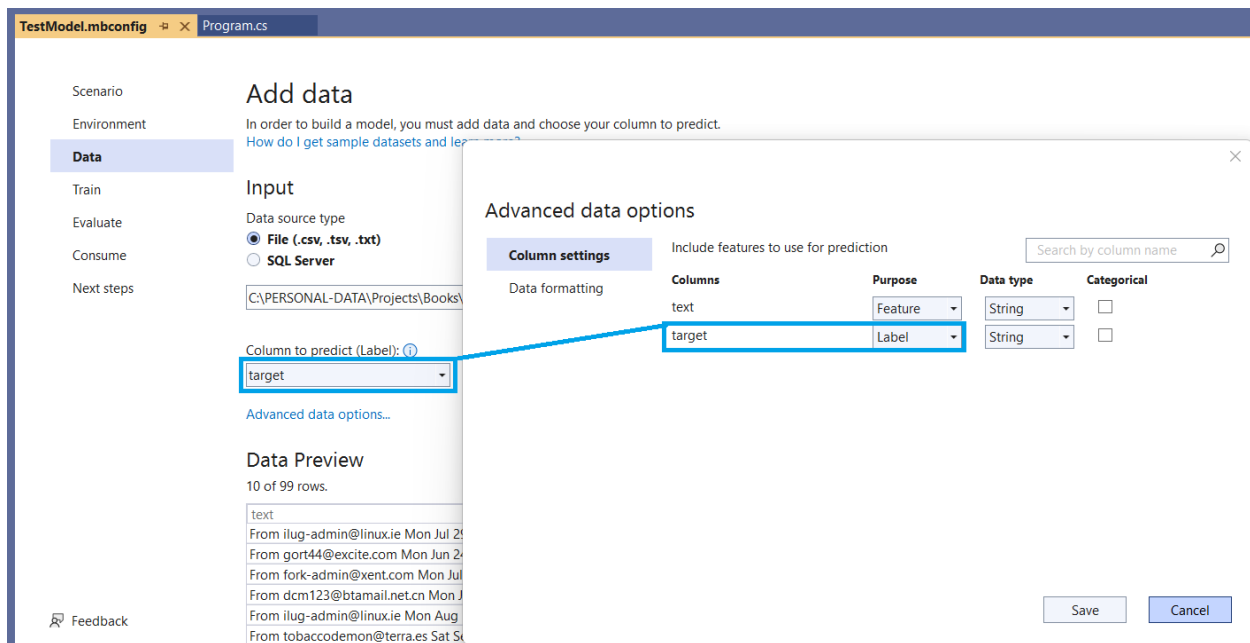 TestModel.mbconfig
Program.cs
Scenario
Environment
Data
Train
Evaluate
Consume
Next steps
Feedback
Add data
In order to build a model, you must add data and choose your column to predict.
How do I get sample datasets and learn more?
Input
Data source type
File (.csv, .tsv, .txt)
SQL Server
C:\PERSONAL-DATA\Projects\Books\
Column to predict (Label):
target
Advanced data options...
Data Preview
10 of 99 rows.
text
From ilug-admin@linux.ie Mon Jul 29
From gort44@excite.com Mon Jun 24
From fork-admin@xent.com Mon Jul
From dcm123@btamail.net.cn Mon J
From ilug-admin@linux.ie Mon Aug
From tobaccodemon@terra.es Sat Se
Advanced data options
Column settings
Data formatting
Include features to use for prediction
Search by column name
Columns Purpose Data type Categorical
text Feature String
target Label String
Save Cancel